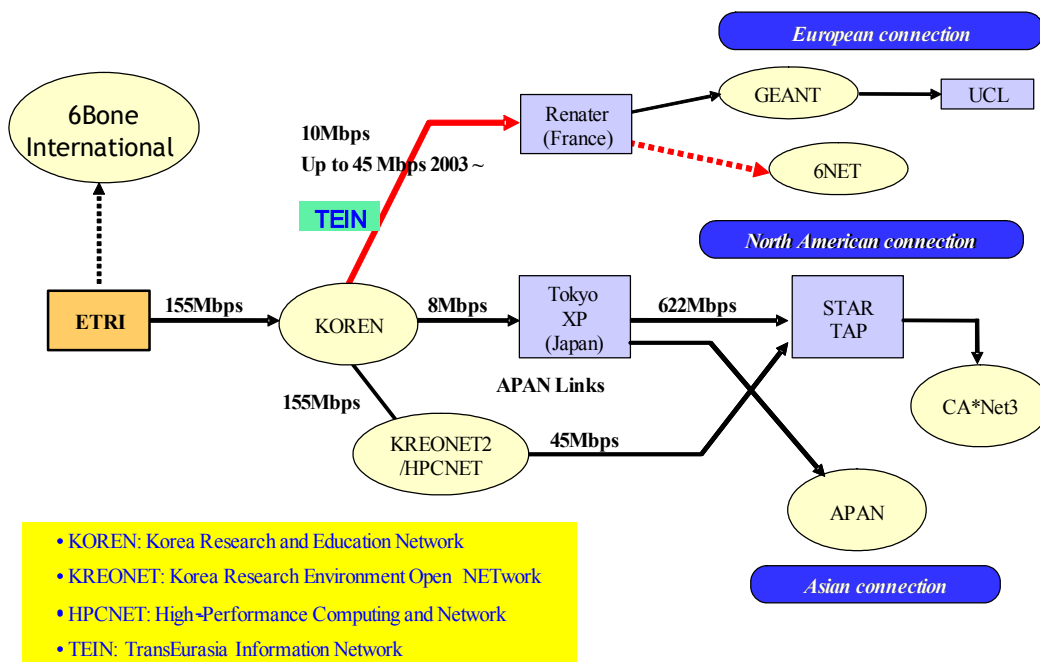 European connection
6Bone
International
GEANT
UCL
Renater
(France)
10Mbps
Up to 45 Mbps 2003 ~
6NET
TEIN
North American connection
ETRI
155Mbps
KOREN
8Mbps
Tokyo
XP
(Japan)
622Mbps
STAR
TAP
APAN Links
155Mbps
CA*Net3
KREONET2
/HPCNET
45Mbps
APAN
• KOREN: Korea Research and Education Network
• KREONET: Korea Research Environment Open NETwork
• HPCNET: High-Performance Computing and Network
• TEIN: TransEurasia Information Network
Asian connection